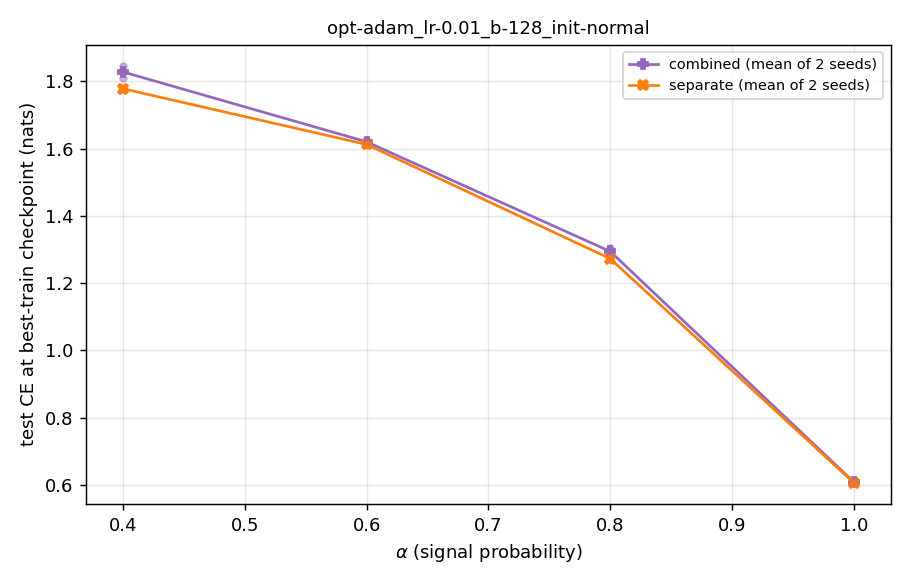 opt-adam_lr-0.01_b-128_init-normal
combined (mean of 2 seeds)
separate (mean of 2 seeds)
test CE at best-train checkpoint (nats)
1.8
1.6
1.4
1.2
1.0
0.8
0.6
0.4 0.5 0.6 0.7 0.8 0.9 1.0
α (signal probability)